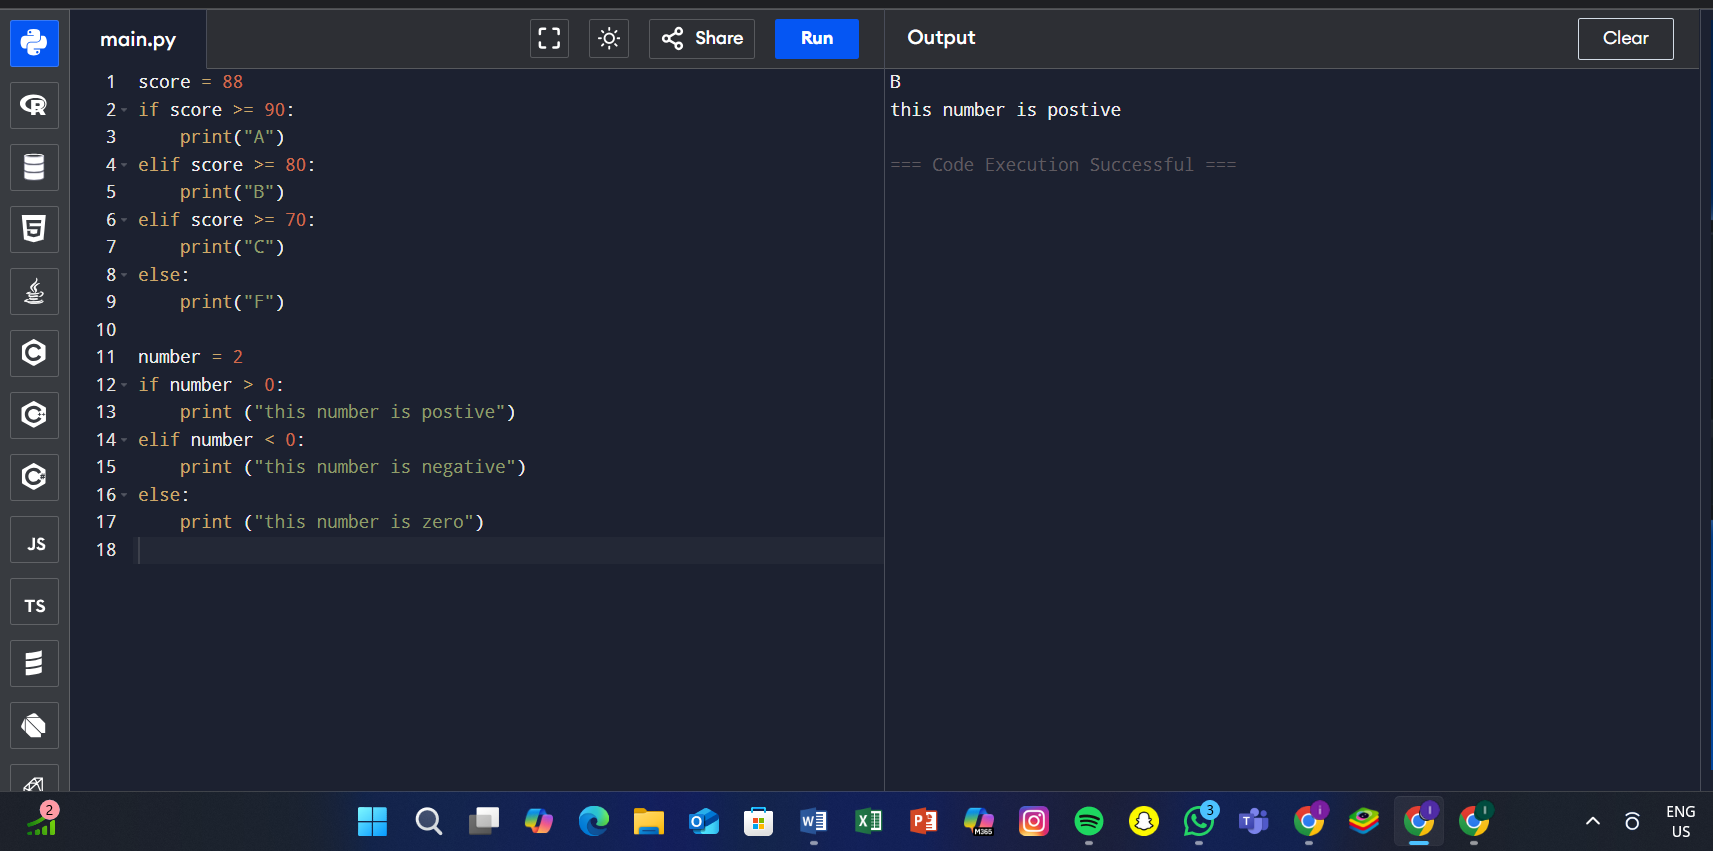 main.py
Share
Run
Output
Clear
1 score = 88
2 if score >= 90:
3 print("A")
4 elif score >= 80:
5 print("B")
6 elif score >= 70:
7 print("C")
8 else:
9 print("F")
10
11 number = 2
12 if number > 0:
13 print ("this number is postive")
14 elif number < 0:
15 print ("this number is negative")
16 else:
17 print ("this number is zero")
18
B
this number is postive
=== Code Execution Successful ===
JS
TS
2
M365
3
ENG
US